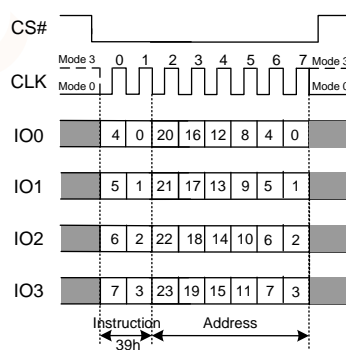 CS#
Mode 3 0 1 2 3 4 5 6 7 Mode 3
CLK
Mode 0 Mode 0
IO0 4 0 20 16 12 8 4 0
IO1 5 1 21 17 13 9 5 1
IO2 6 2 22 18 14 10 6 2
IO3 7 3 23 19 15 11 7 3
Instruction Address
39h